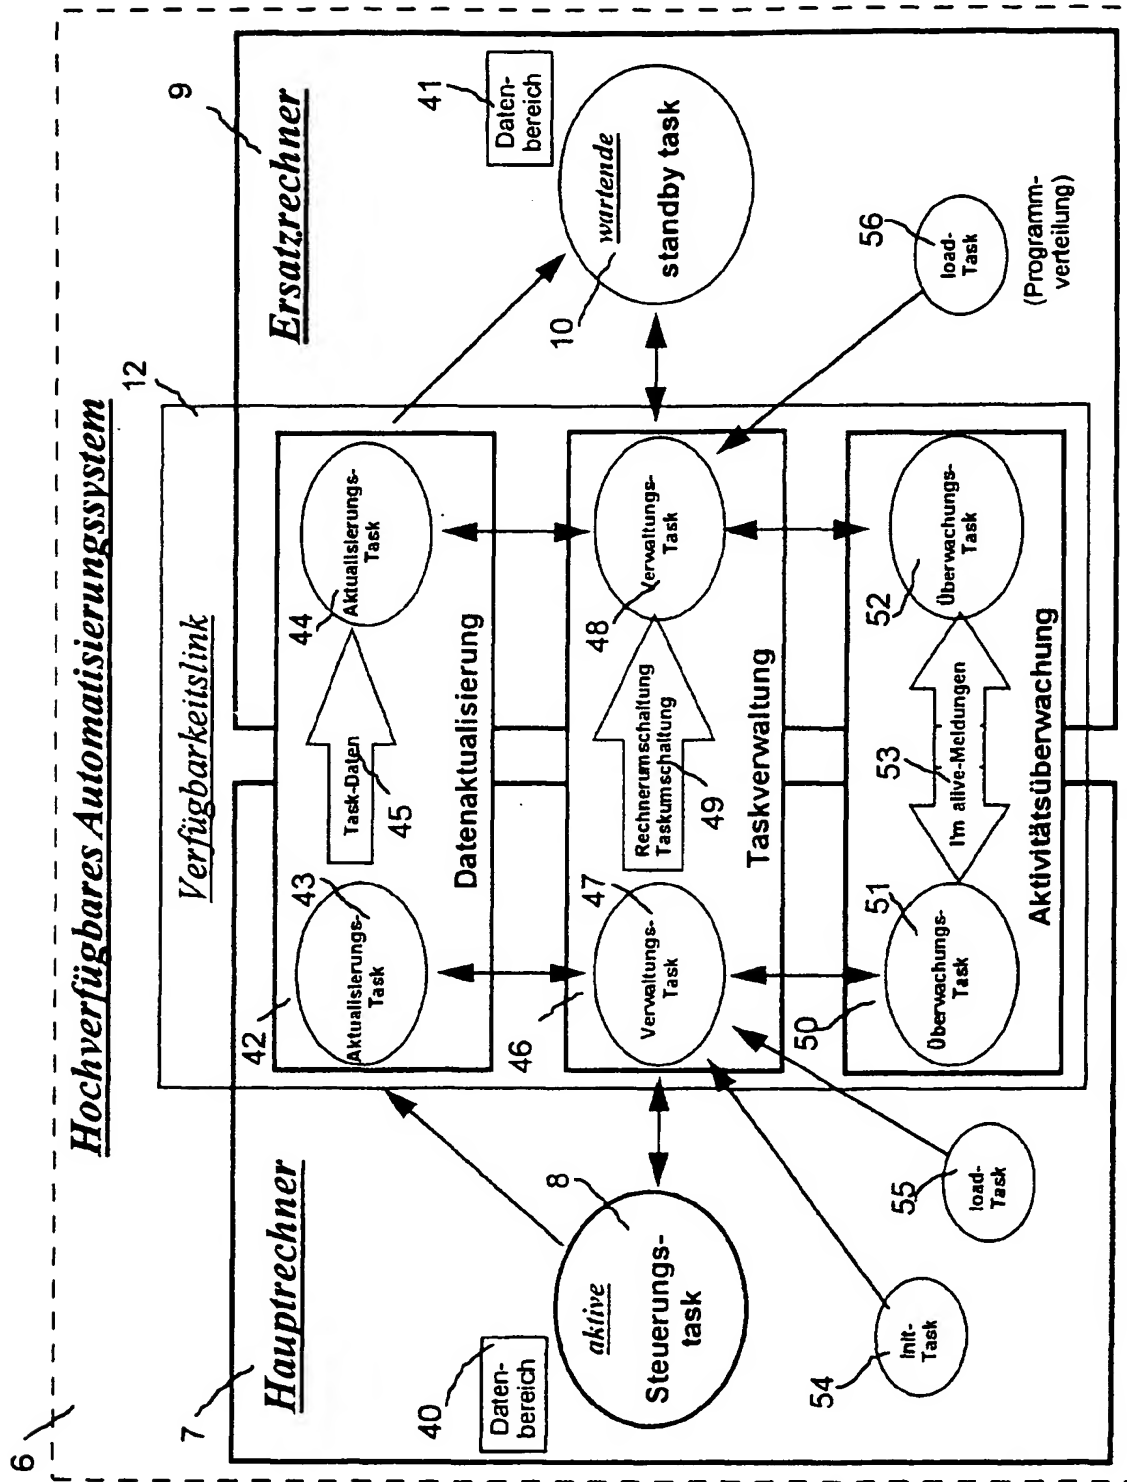 6
Hochverfügbares Automatisierungssystem
7
Hauptrechner
Verfügbarkeitslink
12
9
Ersatzrechner
40
Daten-
bereich
aktive
8
Steuerungs-
task
54
Init-
Task
55
load-
Task
42
43
Aktualisierungs-
Task
Task-Daten
45
44
Aktualisierungs-
Task
Datenaktualisierung
46
47
Verwaltungs-
Task
Rechnerumschaltung
Taskumschaltung
49
48
Verwaltungs-
Task
Taskverwaltung
50
51
Überwachungs-
Task
53
I'm alive-Meldungen
52
Überwachungs-
Task
Aktivitätsüberwachung
41
Daten-
bereich
10
wartende
standby task
56
load-
Task
(Programm-
verteilung)